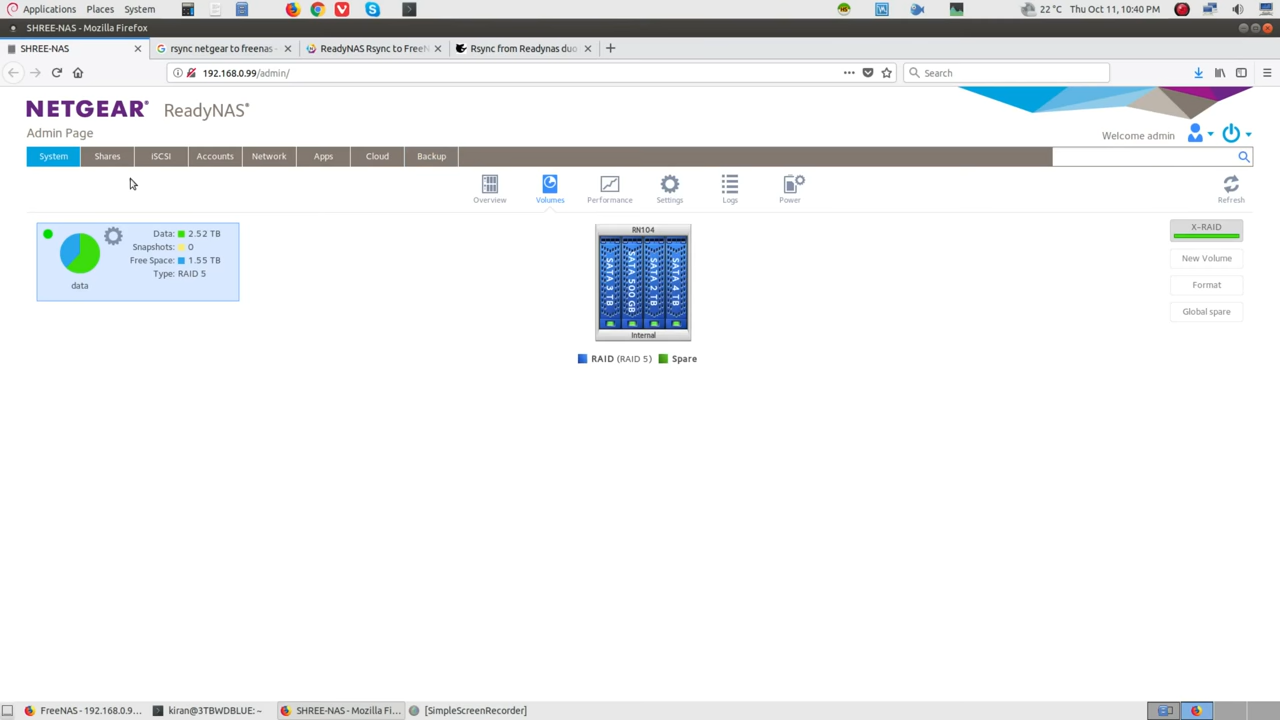 Applications Places System
22 °C Thu Oct 11, 10:40 PM
SHREE-NAS - Mozilla Firefox
SHREE-NAS
rsync netgear to freenas -
ReadyNAS Rsync to Free
Rsync from Readynas duo
192.168.0.99/admin/
Search
NETGEAR® ReadyNAS®
Admin Page
Welcome admin
System Shares iSCSI Accounts Network Apps Cloud Backup
Overview Volumes Performance Settings Logs Power Refresh
Data: 2.52 TB
Snapshots: 0
Free Space: 1.55 TB
Type: RAID 5
data
RN104
SATA 3 TB
SATA 500 GB
SATA 2 TB
SATA 4 TB
Internal
RAID (RAID 5) Spare
X-RAID
New Volume
Format
Global spare
FreeNAS - 192.168.0.9...
kiran@3TBWDBLUE: ~
SHREE-NAS - Mozilla Fi...
[SimpleScreenRecorder]